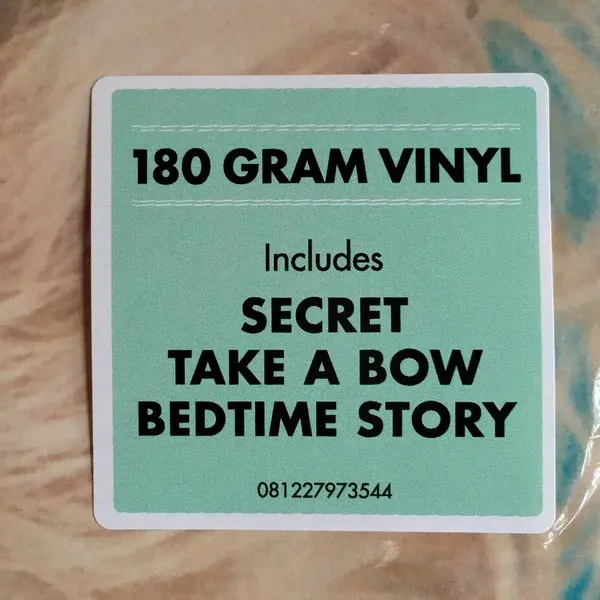 180 GRAM VINYL
Includes
SECRET
TAKE A BOW
BEDTIME STORY
081227973544